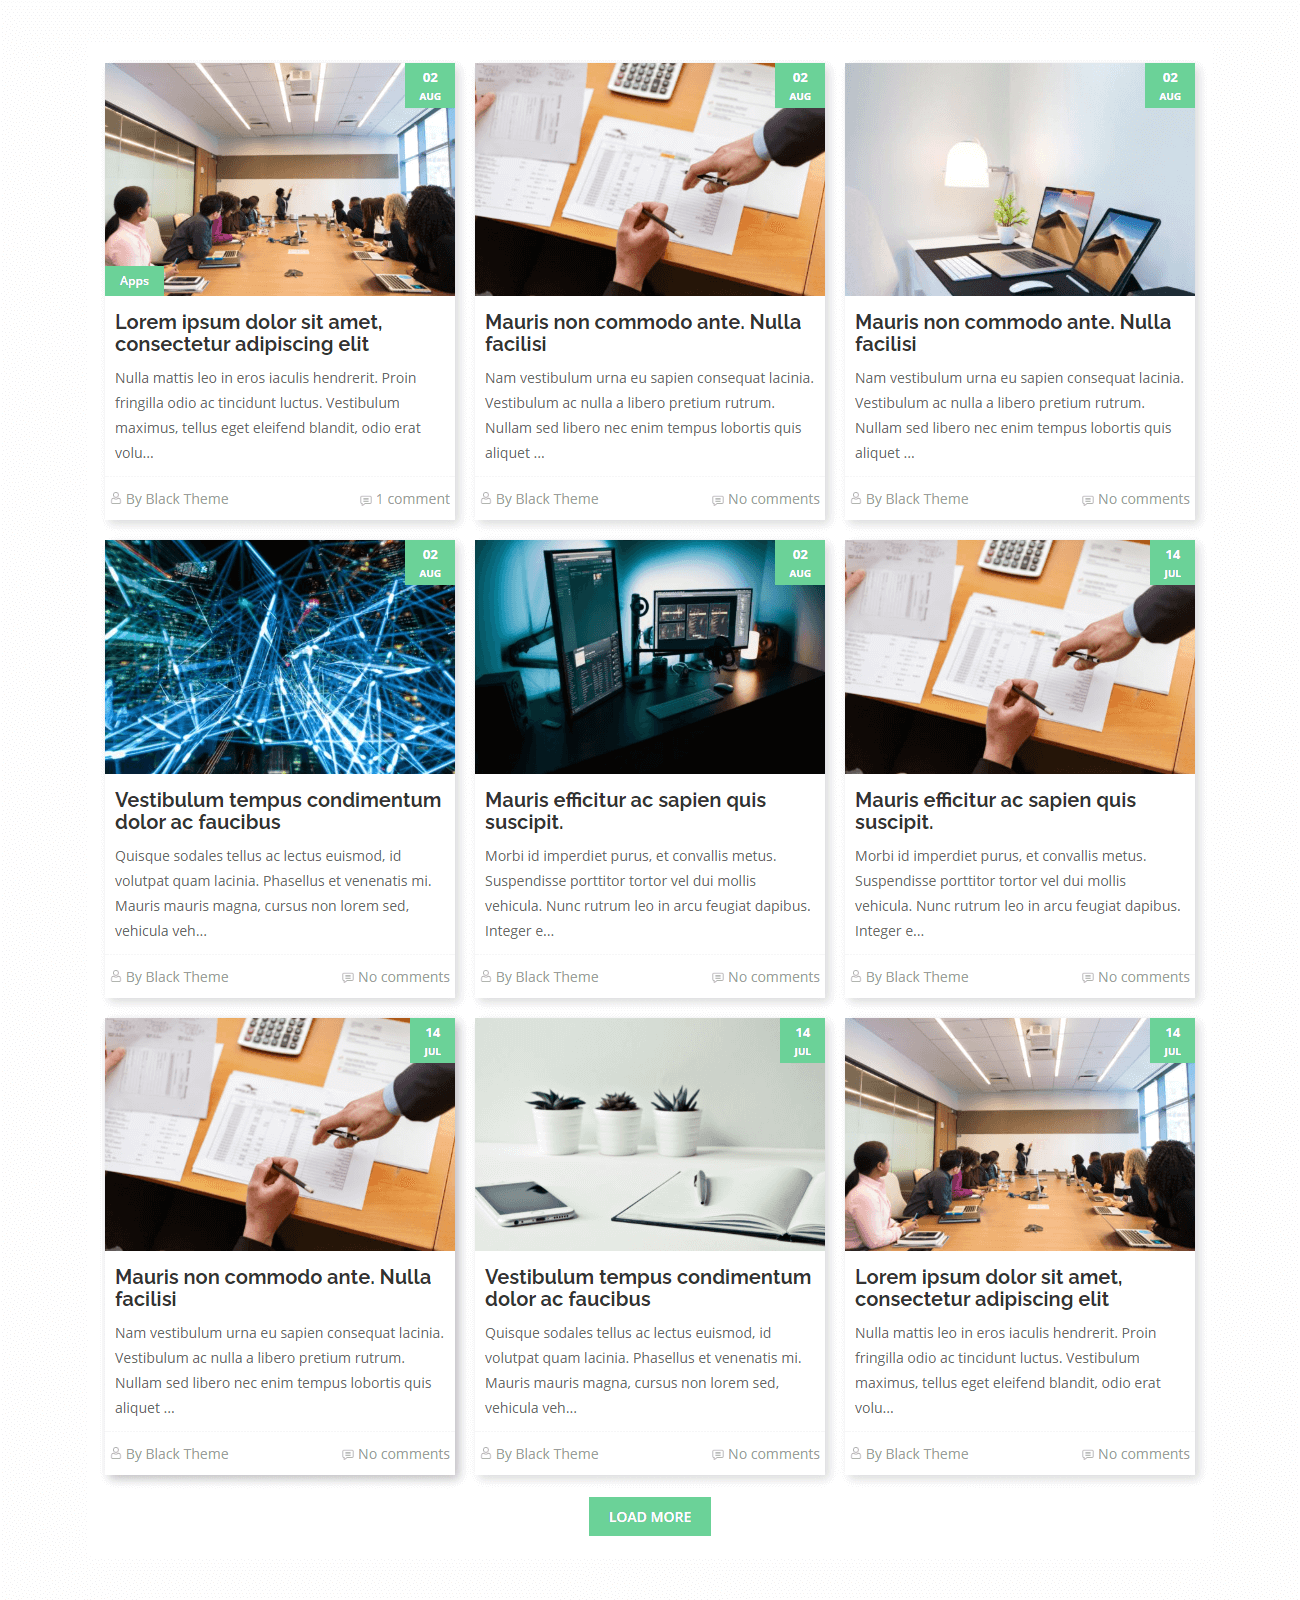 02
AUG
Apps
Lorem ipsum dolor sit amet,
consectetur adipiscing elit
Nulla mattis leo in eros iaculis hendrerit. Proin
fringilla odio ac tincidunt luctus. Vestibulum
maximus, tellus eget eleifend blandit, odio erat
volu...
By Black Theme
1 comment
02
AUG
Mauris non commodo ante. Nulla
facilisi
Nam vestibulum urna eu sapien consequat lacinia.
Vestibulum ac nulla a libero pretium rutrum.
Nullam sed libero nec enim tempus lobortis quis
aliquet ...
By Black Theme
No comments
02
AUG
Mauris non commodo ante. Nulla
facilisi
Nam vestibulum urna eu sapien consequat lacinia.
Vestibulum ac nulla a libero pretium rutrum.
Nullam sed libero nec enim tempus lobortis quis
aliquet ...
By Black Theme
No comments
02
AUG
Vestibulum tempus condimentum
dolor ac faucibus
Quisque sodales tellus ac lectus euismod, id
volutpat quam lacinia. Phasellus et venenatis mi.
Mauris mauris magna, cursus non lorem sed,
vehicula veh...
By Black Theme
No comments
02
AUG
Mauris efficitur ac sapien quis
suscipit.
Morbi id imperdiet purus, et convallis metus.
Suspendisse porttitor tortor vel dui mollis
vehicula. Nunc rutrum leo in arcu feugiat dapibus.
Integer e...
By Black Theme
No comments
14
JUL
Mauris efficitur ac sapien quis
suscipit.
Morbi id imperdiet purus, et convallis metus.
Suspendisse porttitor tortor vel dui mollis
vehicula. Nunc rutrum leo in arcu feugiat dapibus.
Integer e...
By Black Theme
No comments
14
JUL
Mauris non commodo ante. Nulla
facilisi
Nam vestibulum urna eu sapien consequat lacinia.
Vestibulum ac nulla a libero pretium rutrum.
Nullam sed libero nec enim tempus lobortis quis
aliquet ...
By Black Theme
No comments
14
JUL
Vestibulum tempus condimentum
dolor ac faucibus
Quisque sodales tellus ac lectus euismod, id
volutpat quam lacinia. Phasellus et venenatis mi.
Mauris mauris magna, cursus non lorem sed,
vehicula veh...
By Black Theme
No comments
14
JUL
Lorem ipsum dolor sit amet,
consectetur adipiscing elit
Nulla mattis leo in eros iaculis hendrerit. Proin
fringilla odio ac tincidunt luctus. Vestibulum
maximus, tellus eget eleifend blandit, odio erat
volu...
By Black Theme
No comments
LOAD MORE